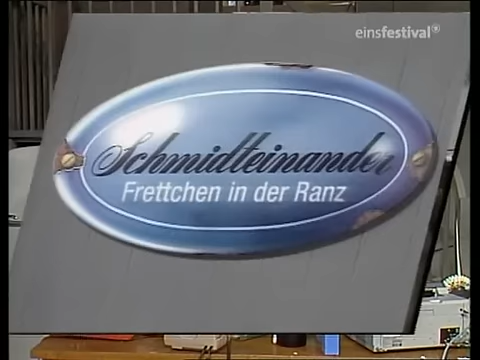 einsfestival
Schmidteinander
Frettchen in der Ranz